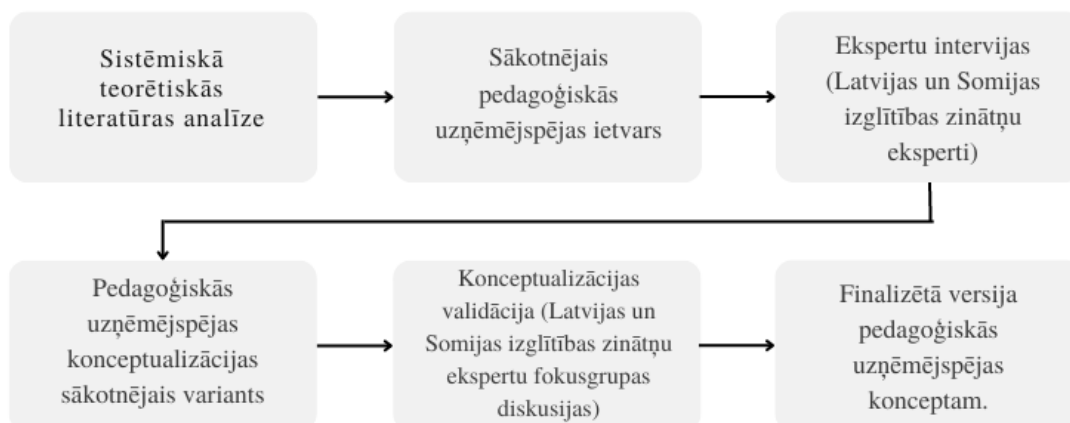 Sistēmiskā
teorētiskās
literatūras analīze
Sākotnējais
pedagoģiskās
uzņēmējspējas ietvars
Ekspertu intervijas
(Latvijas un Somijas
izglītības zinātņu
eksperti)
Pedagoģiskās
uzņēmējspējas
konceptualizācijas
sākotnējais variants
Konceptualizācijas
validācija (Latvijas un
Somijas izglītības zinātņu
ekspertu fokusgrupas
diskusijas)
Finalizētā versija
pedagoģiskās
uzņēmējspējas
konceptam.